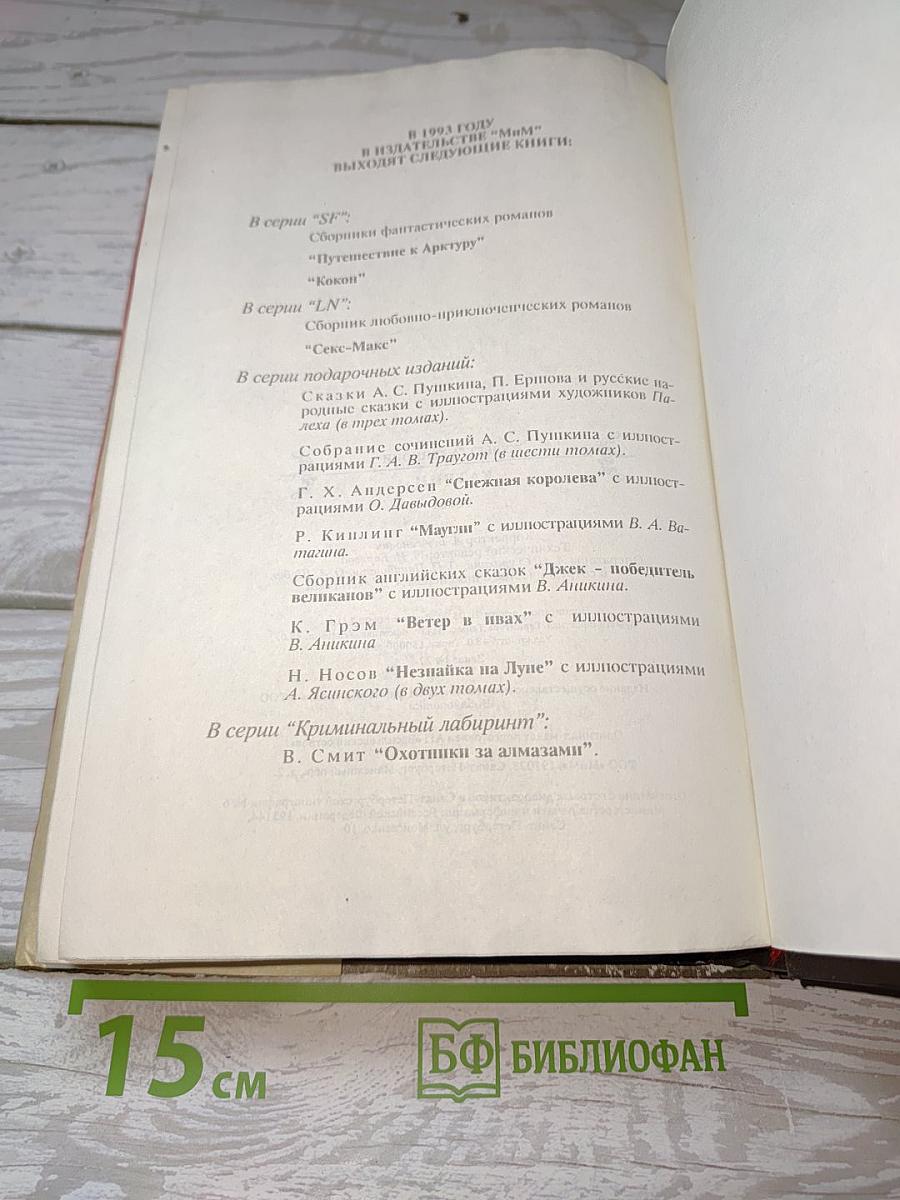 В 1993 ГОДУ
В ИЗДАТЕЛЬСТВЕ "МиМ"
ВЫХОДЯТ СЛЕДУЮЩИЕ КНИГИ:
В серии "SF":
Сборники фантастических романов
"Путешествие к Арктуру"
"Кокон"
В серии "LN":
Сборник любовно-приключенческих романов
"Секс-Макс"
В серии подарочных изданий:
Сказки А. С. Пушкина, П. Ершова и русские на-
родные сказки с иллюстрациями художников Па-
леха (в трех томах).
Собрание сочинений А. С. Пушкина с иллюст-
рациями Г. А. В. Траугот (в шести томах).
Г. Х. Андерсен "Снежная королева" с иллюст-
рациями О. Давыдовой.
Р. Киплинг "Маугли" с иллюстрациями В. А. Ва-
тагина.
Сборник английских сказок "Джек - победитель
великанов" с иллюстрациями В. Аникина.
К. Грэм "Ветер в ивах" с иллюстрациями
В. Аникина
Н. Носов "Незнайка на Луне" с иллюстрациями
А. Ясинского (в двух томах).
В серии "Криминальный лабиринт":
В. Смит "Охотники за алмазами".
15 см
БФ БИБЛИОФАН